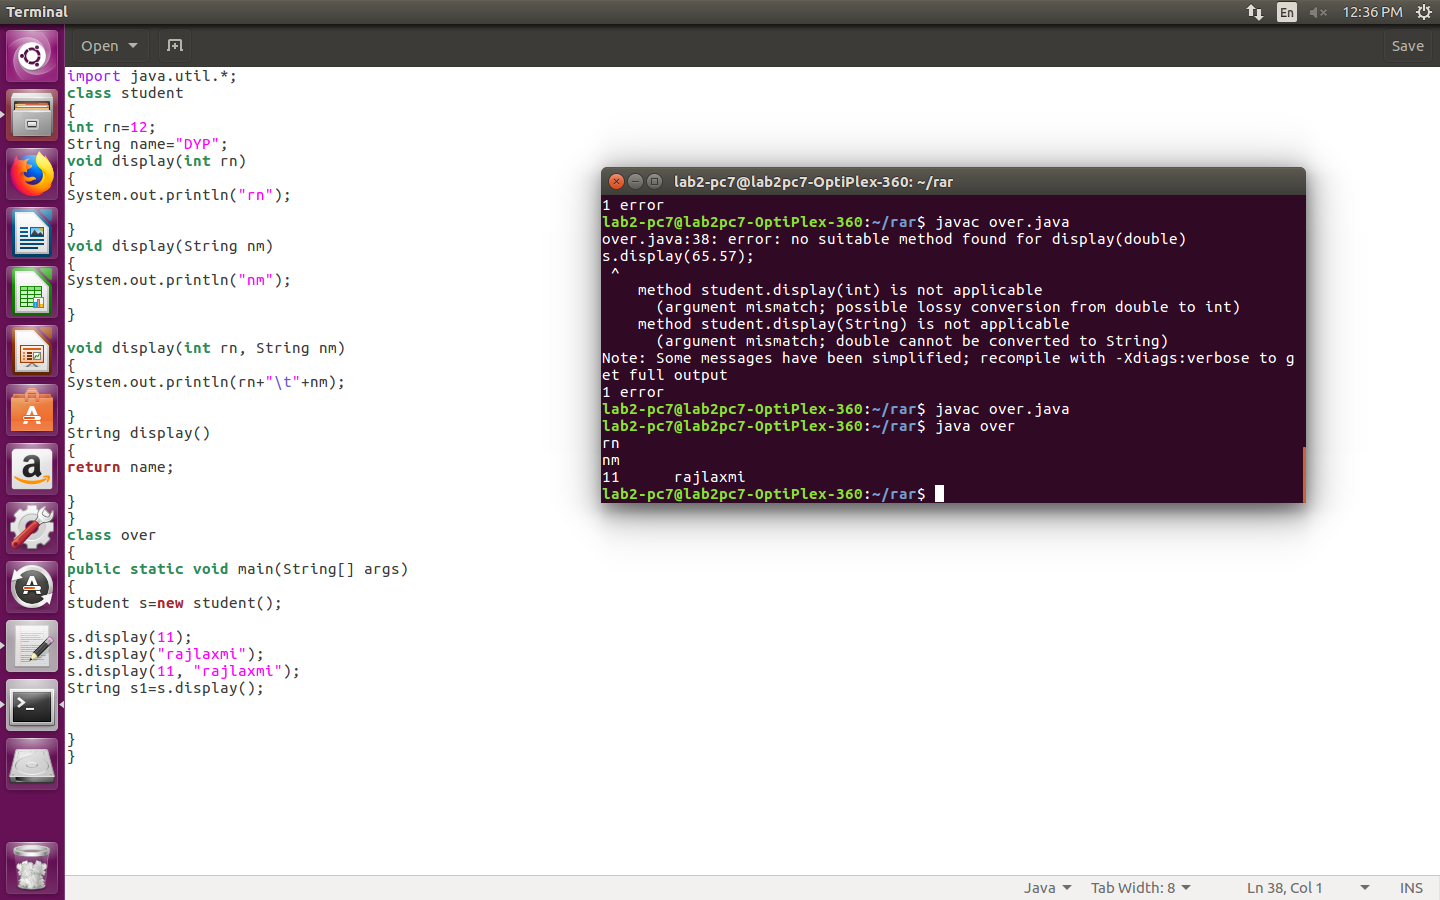 Terminal
En
12:36 PM
Open
Save
import java.util.*;
class student
{
int rn=12;
String name="DYP";
void display(int rn)
{
System.out.println("rn");
}
void display(String nm)
{
System.out.println("nm");
}
void display(int rn, String nm)
{
System.out.println(rn+"\t"+nm);
}
String display()
{
return name;
}
}
class over
{
public static void main(String[] args)
{
student s=new student();
s.display(11);
s.display("rajlaxmi");
s.display(11, "rajlaxmi");
String s1=s.display();
}
}
lab2-pc7@lab2pc7-OptiPlex-360: ~/rar
1 error
lab2-pc7@lab2pc7-OptiPlex-360:~/rar$ javac over.java
over.java:38: error: no suitable method found for display(double)
s.display(65.57);
^
method student.display(int) is not applicable
(argument mismatch; possible lossy conversion from double to int)
method student.display(String) is not applicable
(argument mismatch; double cannot be converted to String)
Note: Some messages have been simplified; recompile with -Xdiags:verbose to g
et full output
1 error
lab2-pc7@lab2pc7-OptiPlex-360:~/rar$ javac over.java
lab2-pc7@lab2pc7-OptiPlex-360:~/rar$ java over
rn
nm
11 rajlaxmi
lab2-pc7@lab2pc7-OptiPlex-360:~/rar$
Java
Tab Width: 8
Ln 38, Col 1
INS